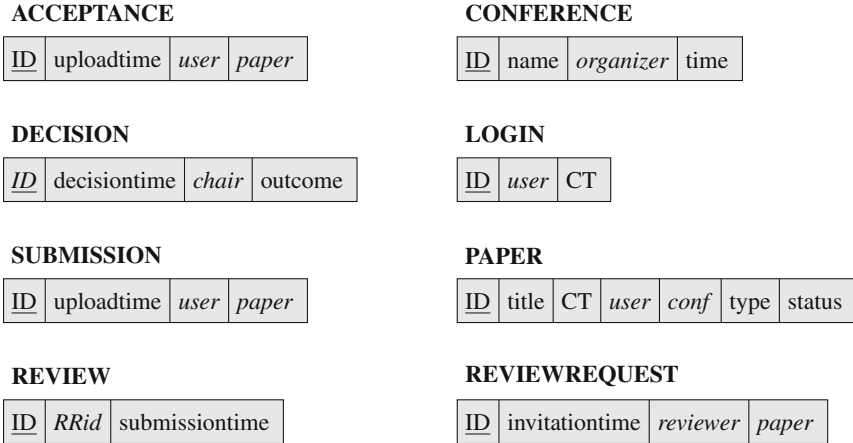 ACCEPTANCE CONFERENCE
ID uploadtime user paper ID name organizer time
DECISION LOGIN
ID decisiontime chair outcome ID user CT
SUBMISSION PAPER
ID uploadtime user paper ID title CT user conf type status
REVIEW REVIEWREQUEST
ID RRid submissiontime ID invitationtime reviewer paper